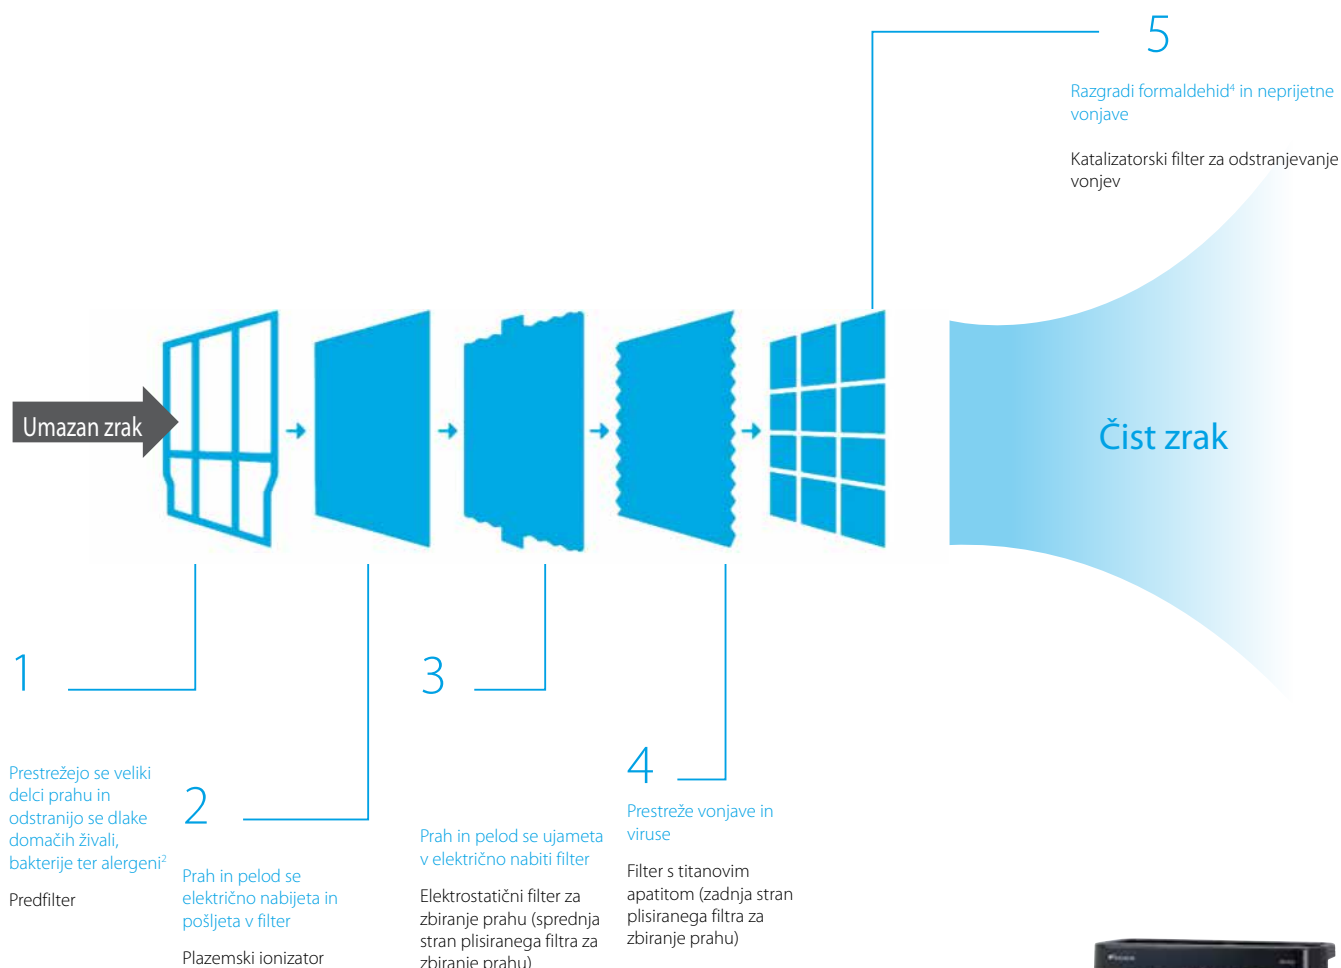 5
Razgradi formaldehid⁴ in neprijetne
vonjave
Katalizatorski filter za odstranjevanje
vonjev
Umazan zrak
Čist zrak
1
Prestrežejo se veliki
delci prahu in
odstranijo se dlake
domačih živali,
bakterije ter alergeni²
Predfilter
2
Prah in pelod se
električno nabijeta in
pošljeta v filter
Plazemski ionizator
3
Prah in pelod se ujameta
v električno nabiti filter
Elektrostatični filter za
zbiranje prahu (sprednja
stran plisiranega filtra za
zbiranje prahu)
4
Prestreže vonjave in
viruse
Filter s titanovim
apatitom (zadnja stran
plisiranega filtra za
zbiranje prahu)